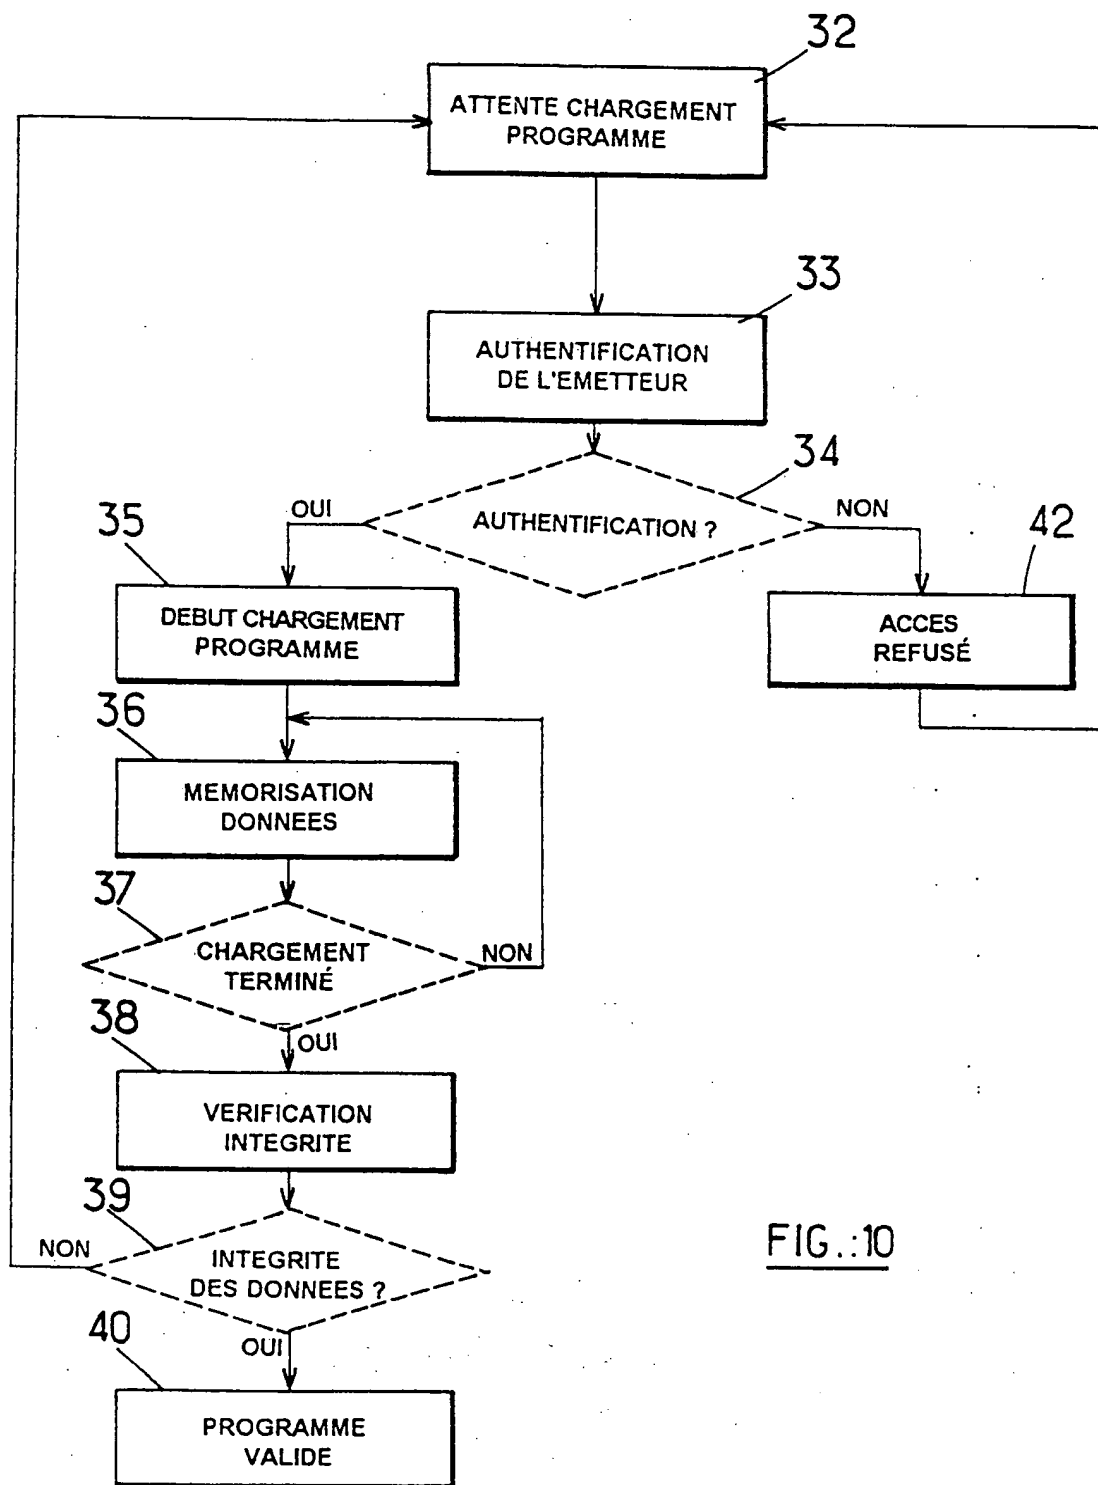 32
ATTENTE CHARGEMENT
PROGRAMME
33
AUTHENTIFICATION
DE L'EMETTEUR
34
AUTHENTIFICATION ?
OUI
NON
35
DEBUT CHARGEMENT
PROGRAMME
42
ACCES
REFUSÉ
36
MEMORISATION
DONNEES
37
CHARGEMENT
TERMINÉ
NON
38
OUI
VERIFICATION
INTEGRITE
39
NON
INTEGRITE
DES DONNEES ?
FIG.:10
40
OUI
PROGRAMME
VALIDE